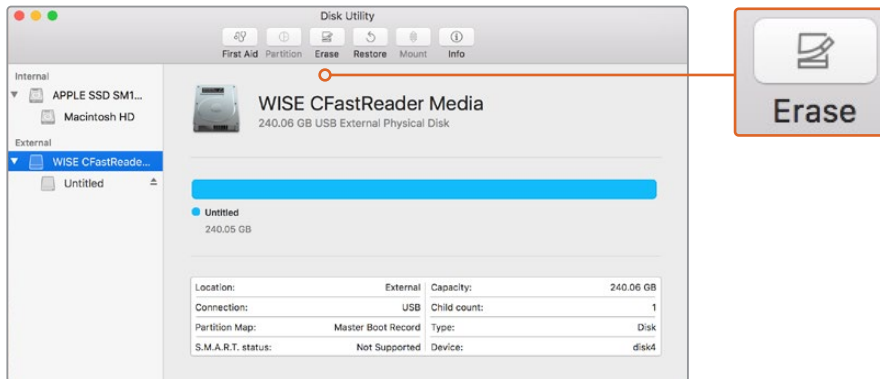 Disk Utility
First Aid Partition Erase Restore Mount Info
Erase
Internal
APPLE SSD SM1...
Macintosh HD
External
WISE CFastReade...
Untitled
WISE CFastReader Media
240.06 GB USB External Physical Disk
Untitled
240.05 GB
Location: External Capacity: 240.06 GB
Connection: USB Child count: 1
Partition Map: Master Boot Record Type: Disk
S.M.A.R.T. status: Not Supported Device: disk4